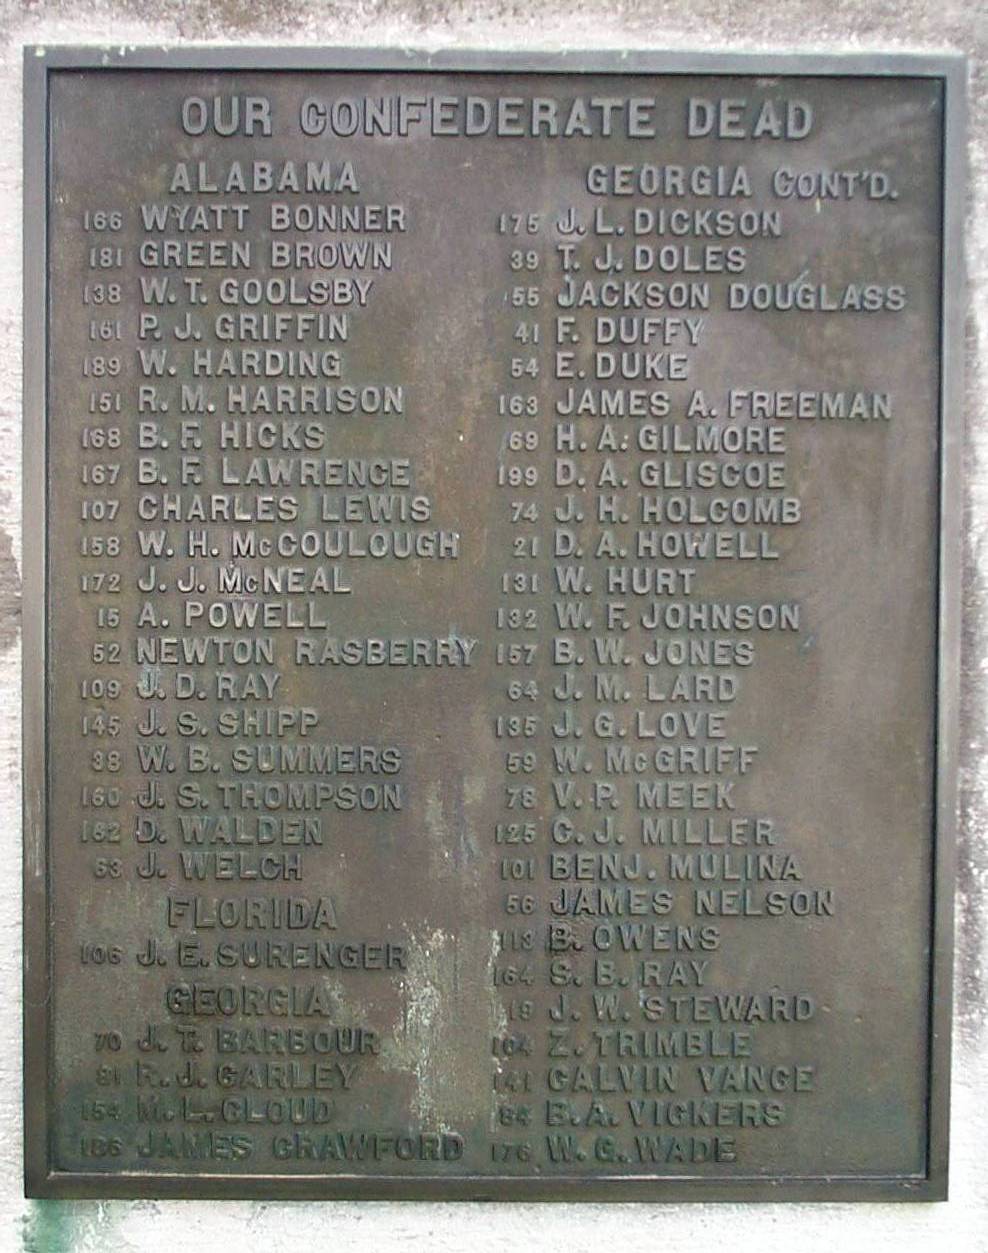 OUR CONFEDERATE DEAD
ALABAMA
166 WYATT BONNER
181 GREEN BROWN
138 W. T. GOOLSBY
161 P. J. GRIFFIN
189 W. HARDING
151 R. M. HARRISON
168 B. F. HICKS
167 B. F. LAWRENCE
107 CHARLES LEWIS
158 W. H. McCOULOUGH
172 J. J. McNEAL
15 A. POWELL
52 NEWTON RASBERRY
109 J. D. RAY
145 J. S. SHIPP
38 W. B. SUMMERS
160 J. S. THOMPSON
162 D. WALDEN
63 J. WELCH
FLORIDA
106 J. E. SURENGER
GEORGIA
70 J. T. BARBOUR
81 R. J. CARLEY
154 M. L. CLOUD
186 JAMES CRAWFORD
GEORGIA CONT'D.
175 J. L. DICKSON
39 T. J. DOLES
155 JACKSON DOUGLASS
41 F. DUFFY
54 E. DUKE
163 JAMES A. FREEMAN
69 H. A. GILMORE
199 D. A. GLISCOE
74 J. H. HOLCOMB
21 D. A. HOWELL
131 W. HURT
132 W. F. JOHNSON
157 B. W. JONES
64 J. M. LARD
135 J. G. LOVE
59 W. McGRIFF
78 V. P. MEEK
125 C. J. MILLER
101 BENJ. MULINA
56 JAMES NELSON
113 B. OWENS
164 S. B. RAY
19 J. W. STEWARD
104 Z. TRIMBLE
141 CALVIN VANCE
84 B. A. VICKERS
176 W. G. WADE